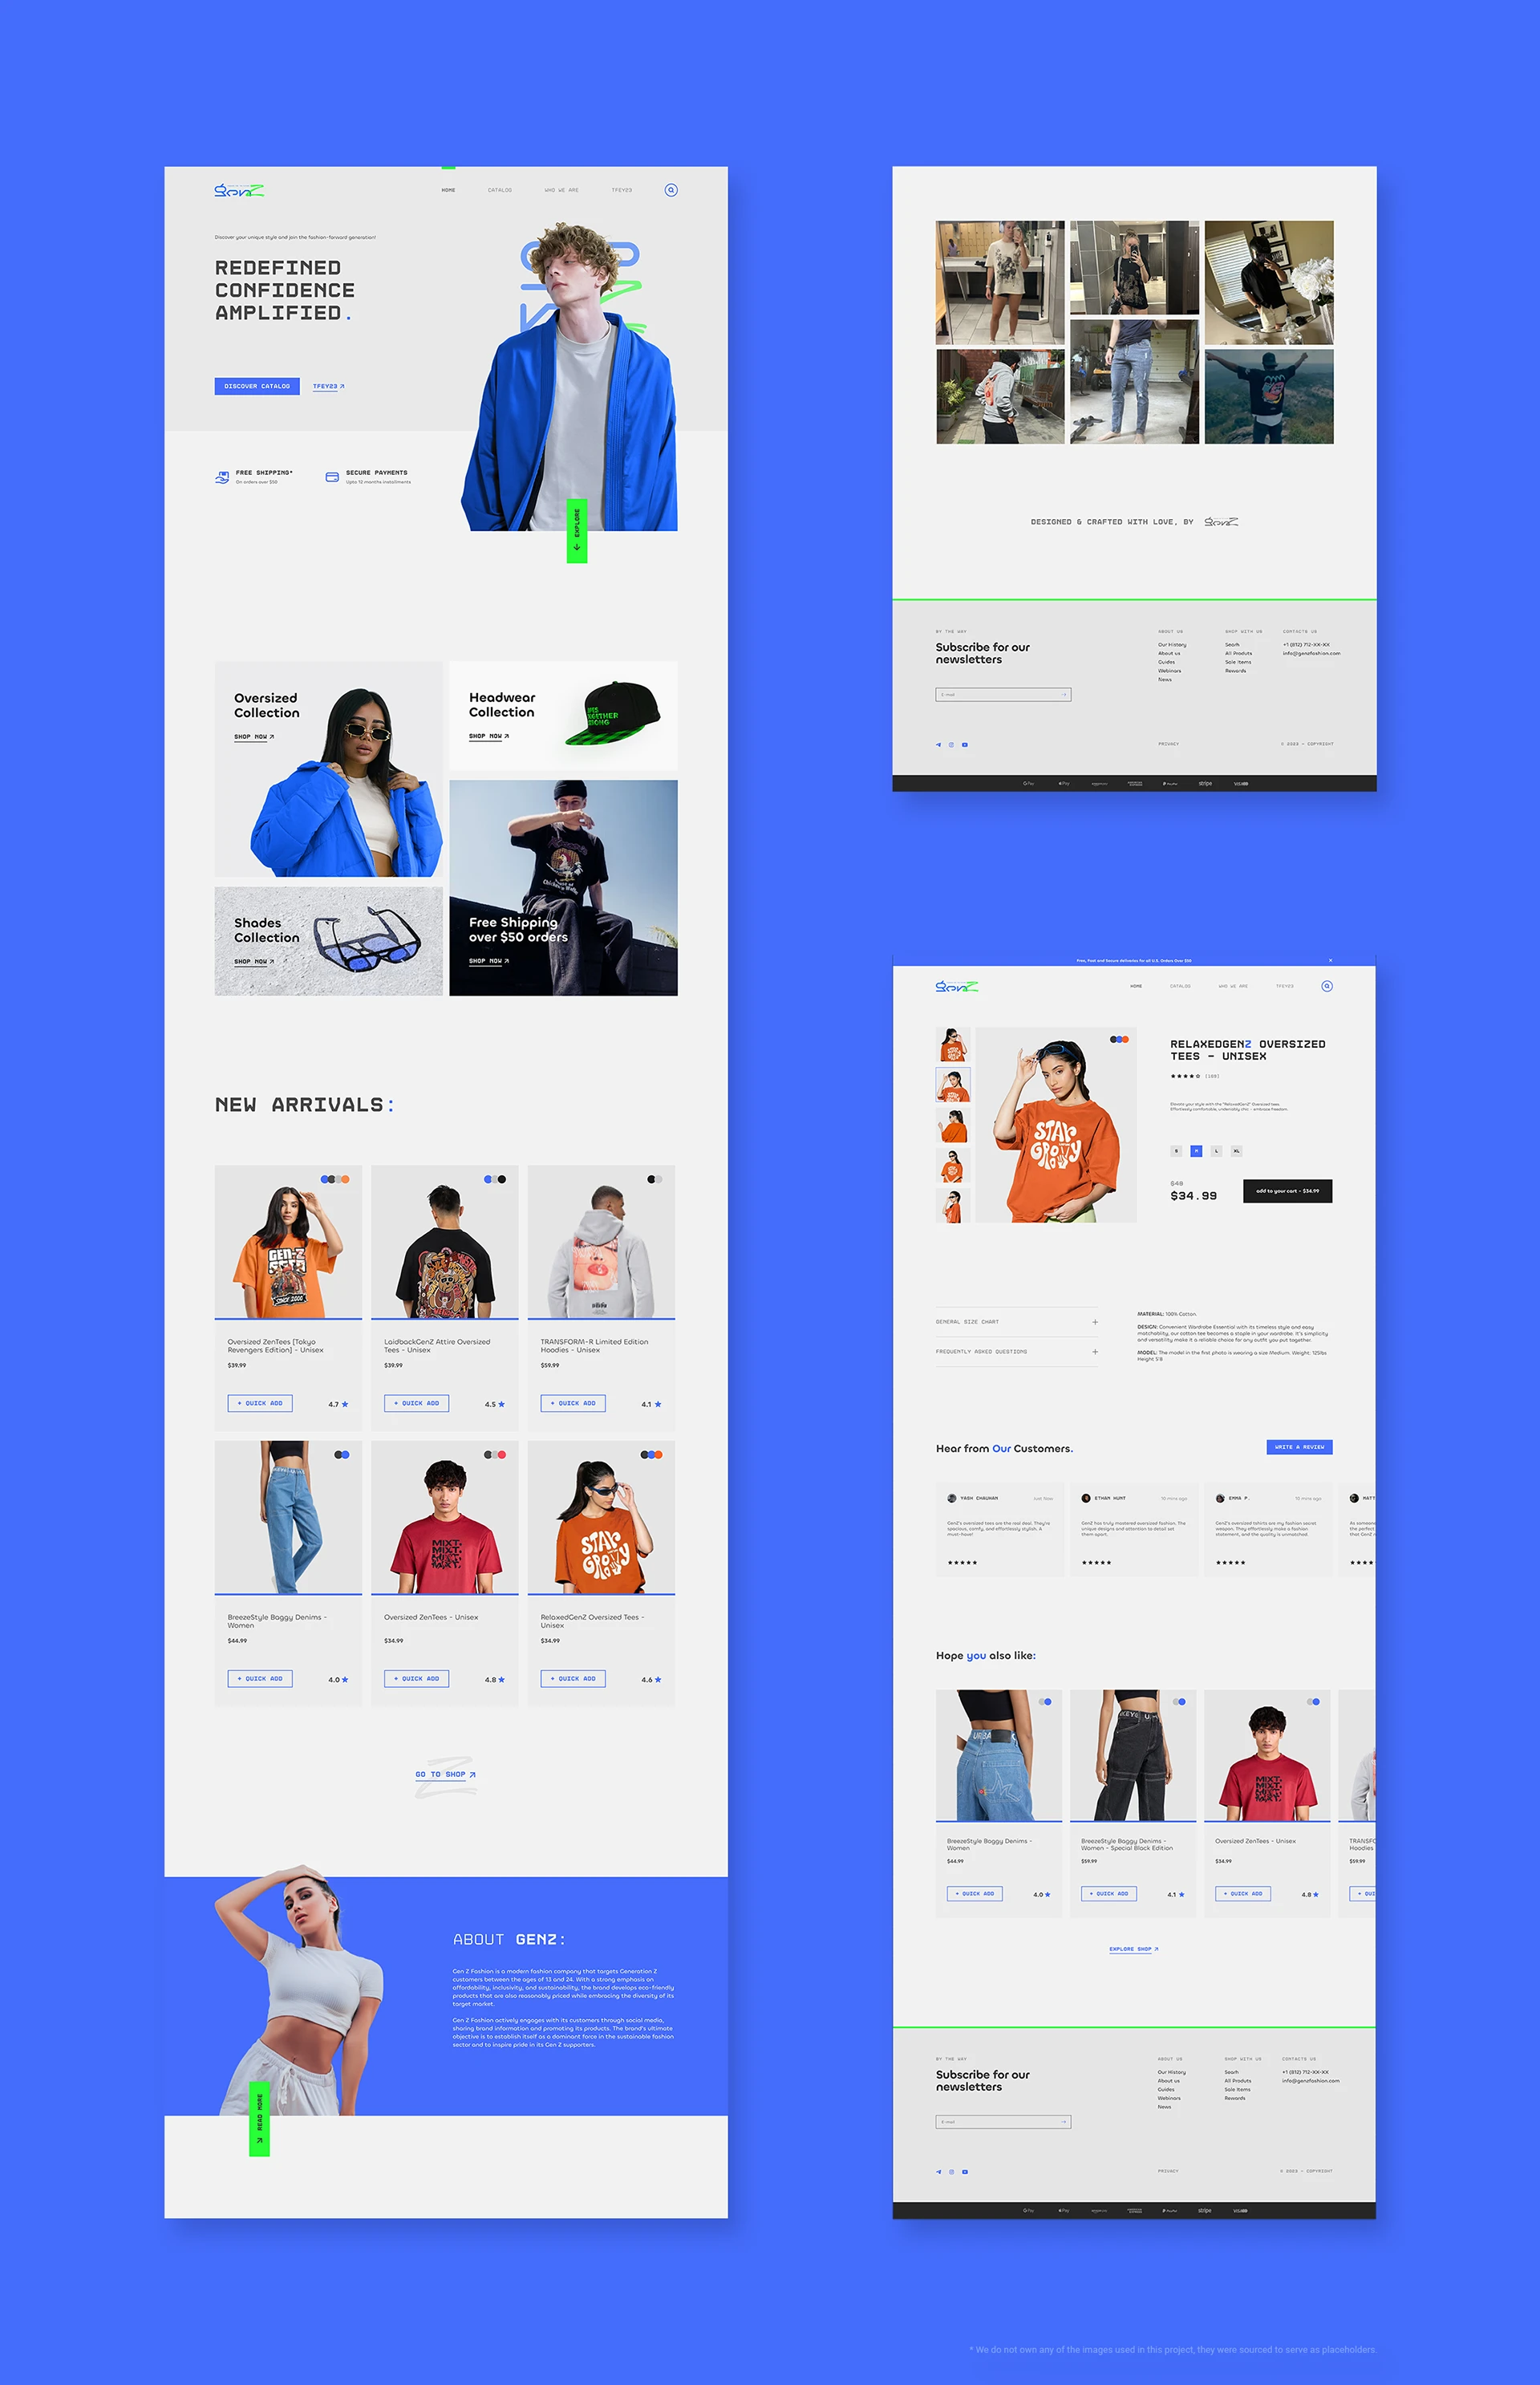 genZ
HOME
CATALOG
WHO WE ARE
TFEY23
Discover your unique style and join the fashion-forward generation!
REDEFINED
CONFIDENCE
AMPLIFIED.
DISCOVER CATALOG
TFEY23
FREE SHIPPING*
On orders over $50
SECURE PAYMENTS
Upto 12 months installments
EXPLORE
Oversized
Collection
SHOP NOW
Headwear
Collection
SHOP NOW
Shades
Collection
SHOP NOW
Free Shipping
over $50 orders
SHOP NOW
NEW ARRIVALS:
GEN-Z
SINCE 2000
Oversized ZenTees [Tokyo
Revengers Edition] - Unisex
$39.99
+ QUICK ADD
4.7
LaidbackGenZ Attire Oversized
Tees - Unisex
$39.99
+ QUICK ADD
4.5
TRANSFORM-R Limited Edition
Hoodies - Unisex
$59.99
+ QUICK ADD
4.1
BreezeStyle Baggy Denims -
Women
$44.99
+ QUICK ADD
4.0
MIXT.
MIXT.
Oversized ZenTees - Unisex
$34.99
+ QUICK ADD
4.8
STAY
GROOVY
RelaxedGenZ Oversized Tees -
Unisex
$34.99
+ QUICK ADD
4.6
GO TO SHOP
ABOUT GENZ:
Gen Z Fashion is a modern fashion company that targets Generation Z
customers between the ages of 13 and 24. With a strong emphasis on
affordability, inclusivity, and sustainability, the brand develops eco-friendly
products that are also reasonably priced while embracing the diversity of its
target market.
Gen Z Fashion actively engages with its customers through social media,
sharing brand information and promoting its products. The brand's ultimate
objective is to establish itself as a dominant force in the sustainable fashion
sector and to inspire pride in its Gen Z supporters.
READ MORE
DESIGNED & CRAFTED WITH LOVE, BY genZ
BY THE WAY
Subscribe for our
newsletters
E-mail
ABOUT US
Our History
About us
Guides
Webinars
News
SHOP WITH US
Searh
All Produts
Sale Items
Rewards
CONTACTS US
+1 (812) 712-XX-XX
info@genzfashion.com
PRIVACY
© 2023 - COPYRIGHT
G Pay
Pay
PayPal
stripe
VISA
Free, Fast and Secure deliveries for all U.S. Orders Over $50
genZ
HOME
CATALOG
WHO WE ARE
TFEY23
STAY
GROOVY
RELAXEDGENZ OVERSIZED
TEES - UNISEX
Elevate your style with the "RelaxedGenZ" Oversized tees.
Effortlessly comfortable, undeniably chic - embrace freedom.
S
M
L
XL
$48
$34.99
add to your cart - $34.99
GENERAL SIZE CHART
FREQUENTLY ASKED QUESTIONS
MATERIAL: 100% Cotton.
DESIGN: Convenient Wardrobe Essential with its timeless style and easy
matchability, our cotton tee becomes a staple in your wardrobe. It's simplicity
and versatility make it a reliable choice for any outfit you put together.
MODEL: The model in the first photo is wearing a size Medium. Weight: 125lbs
Height 5'8
Hear from Our Customers.
WRITE A REVIEW
YASH CHAUHAN
Just Now
GenZ's oversized tees are the real deal. They're
spacious, comfy, and effortlessly stylish. A
must-have!
ETHAN HUNT
10 mins ago
GenZ has truly mastered oversized fashion. The
unique designs and attention to detail set
them apart.
EMMA P.
10 mins ago
GenZ's oversized tshirts are my fashion secret
weapon. They effortlessly make a fashion
statement, and the quality is unmatched.
MATT
As someone
the perfect
that GenZ
Hope you also like:
BreezeStyle Baggy Denims -
Women
$44.99
+ QUICK ADD
4.0
BreezeStyle Baggy Denims -
Women - Special Black Edition
$59.99
+ QUICK ADD
4.1
MIXT.
MIXT.
Oversized ZenTees - Unisex
$34.99
+ QUICK ADD
4.8
TRANSFO
Hoodies
$59.99
+ QUI
EXPLORE SHOP
BY THE WAY
Subscribe for our
newsletters
E-mail
ABOUT US
Our History
About us
Guides
Webinars
News
SHOP WITH US
Searh
All Produts
Sale Items
Rewards
CONTACTS US
+1 (812) 712-XX-XX
info@genzfashion.com
PRIVACY
© 2023 - COPYRIGHT
G Pay
Pay
PayPal
stripe
VISA
* We do not own any of the images used in this project, they were sourced to serve as placeholders.